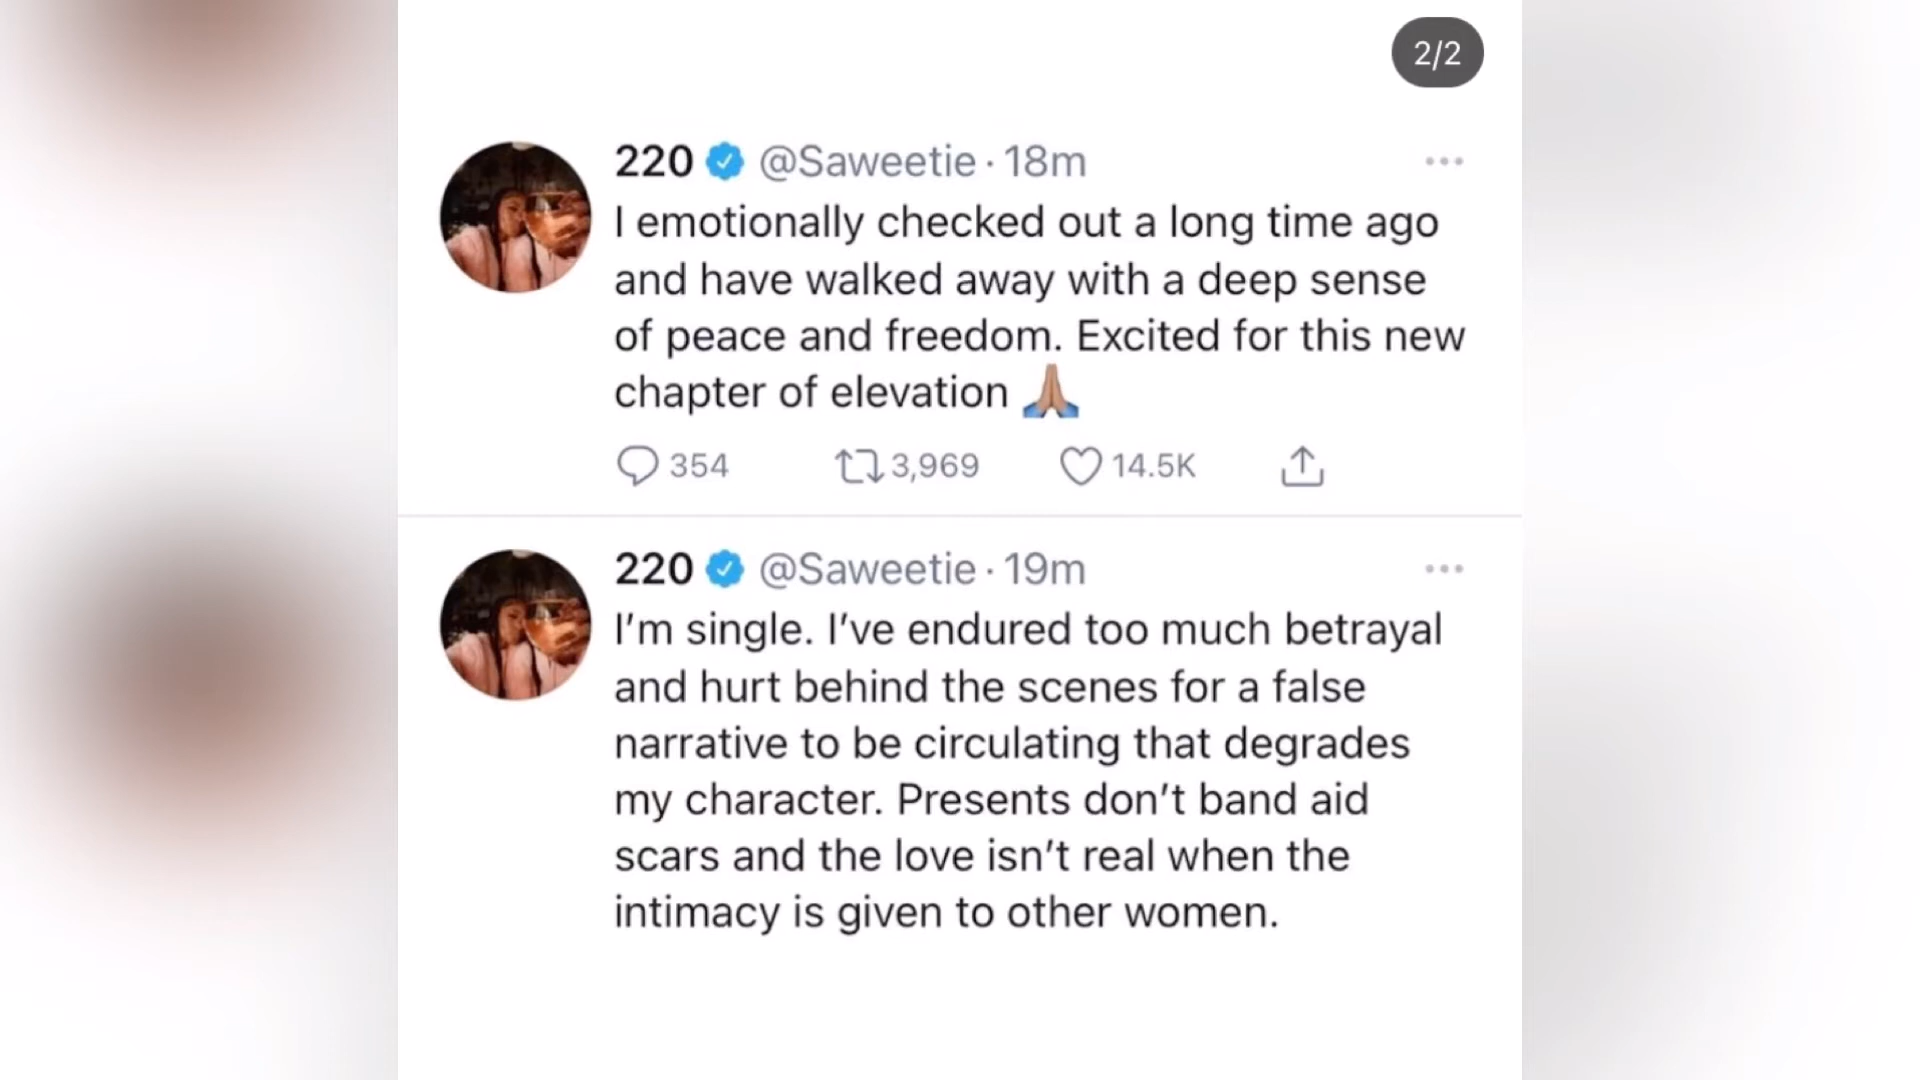 2/2
220 @Saweetie · 18m
I emotionally checked out a long time ago
and have walked away with a deep sense
of peace and freedom. Excited for this new
chapter of elevation 🙏🏽
354 3,969 14.5K
220 @Saweetie · 19m
I’m single. I’ve endured too much betrayal
and hurt behind the scenes for a false
narrative to be circulating that degrades
my character. Presents don’t band aid
scars and the love isn’t real when the
intimacy is given to other women.